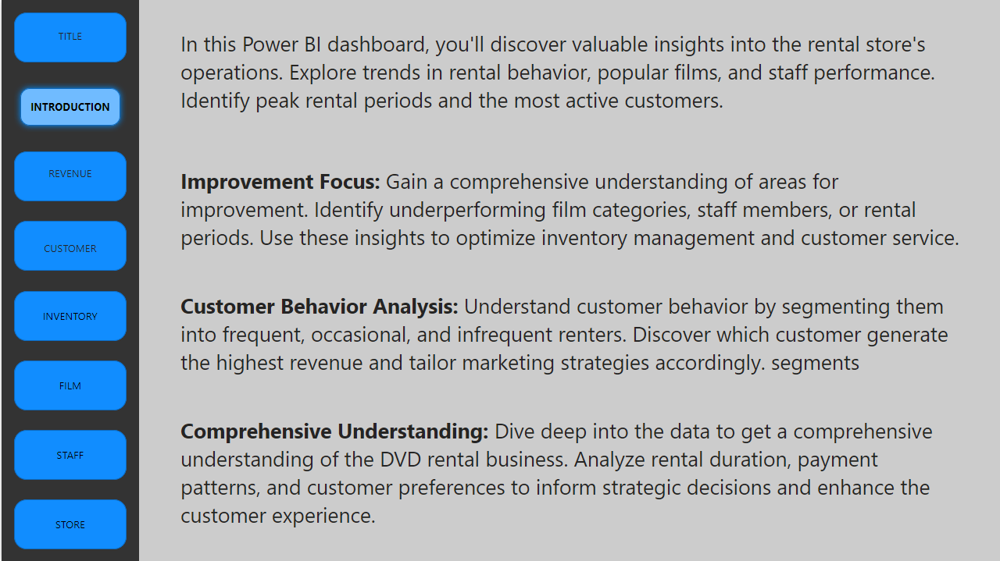 TITLE
INTRODUCTION
REVENUE
CUSTOMER
INVENTORY
FILM
STAFF
STORE
In this Power BI dashboard, you'll discover valuable insights into the rental store's
operations. Explore trends in rental behavior, popular films, and staff performance.
Identify peak rental periods and the most active customers.
Improvement Focus: Gain a comprehensive understanding of areas for
improvement. Identify underperforming film categories, staff members, or rental
periods. Use these insights to optimize inventory management and customer service.
Customer Behavior Analysis: Understand customer behavior by segmenting them
into frequent, occasional, and infrequent renters. Discover which customer generate
the highest revenue and tailor marketing strategies accordingly. segments
Comprehensive Understanding: Dive deep into the data to get a comprehensive
understanding of the DVD rental business. Analyze rental duration, payment
patterns, and customer preferences to inform strategic decisions and enhance the
customer experience.